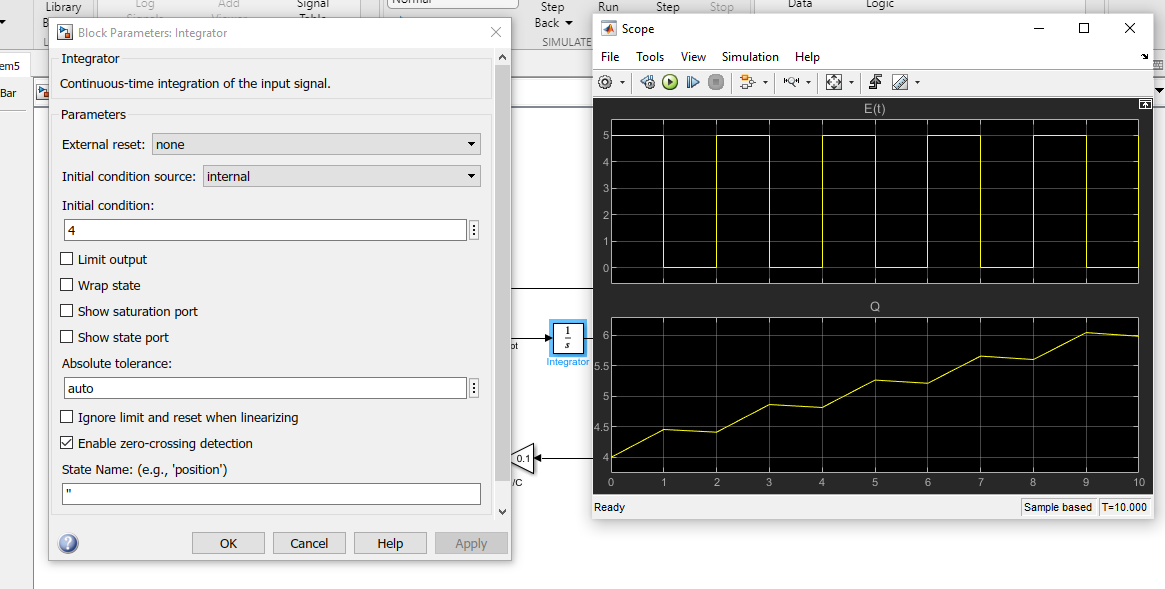 Library
Log
Signals
Add
Signal
Table
Normal
Step
Back
Run
Step
Stop
SIMULATE
Data
Logic
em5
Bar
Block Parameters: Integrator
Integrator
Continuous-time integration of the input signal.
Parameters
External reset: none
Initial condition source: internal
Initial condition:
4
Limit output
Wrap state
Show saturation port
Show state port
Absolute tolerance:
auto
Ignore limit and reset when linearizing
Enable zero-crossing detection
State Name: (e.g., 'position')
''
OK Cancel Help Apply
ot
1
s
Integrator
0.1
/C
Scope
File Tools View Simulation Help
E(t)
5
4
3
2
1
0
Q
6
5.5
5
4.5
4
0 1 2 3 4 5 6 7 8 9 10
Ready Sample based T=10.000